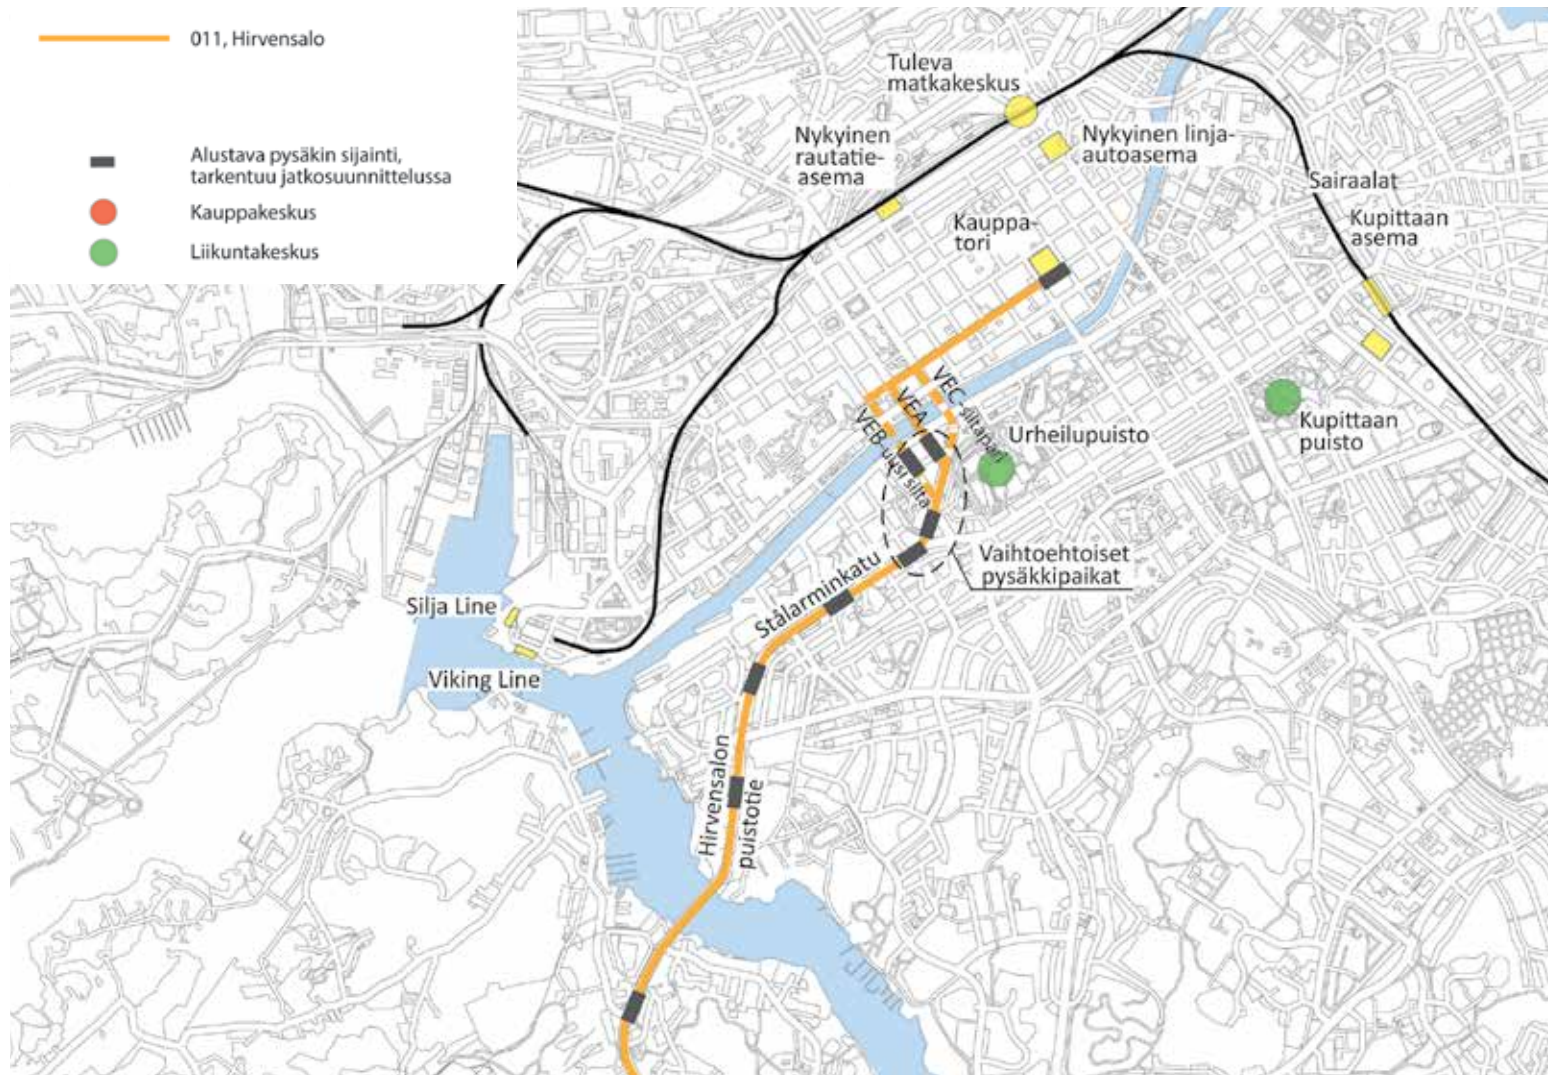 011, Hirvensalo
Alustava pysäkin sijainti,
tarkentuu jatkosuunnittelussa
Kauppakeskus
Liikuntakeskus
Tuleva
matkakeskus
Nykyinen
rautatie-
asema
Nykyinen linja-
autoasema
Sairaalat
Kupittaan
asema
Kauppa-
tori
VEC-siltapari
VEA
VEB-uusi silta
Urheilupuisto
Kupittaan
puisto
Vaihtoehtoiset
pysäkkipaikat
Stålarminkatu
Silja Line
Viking Line
Hirvensalon
puistotie